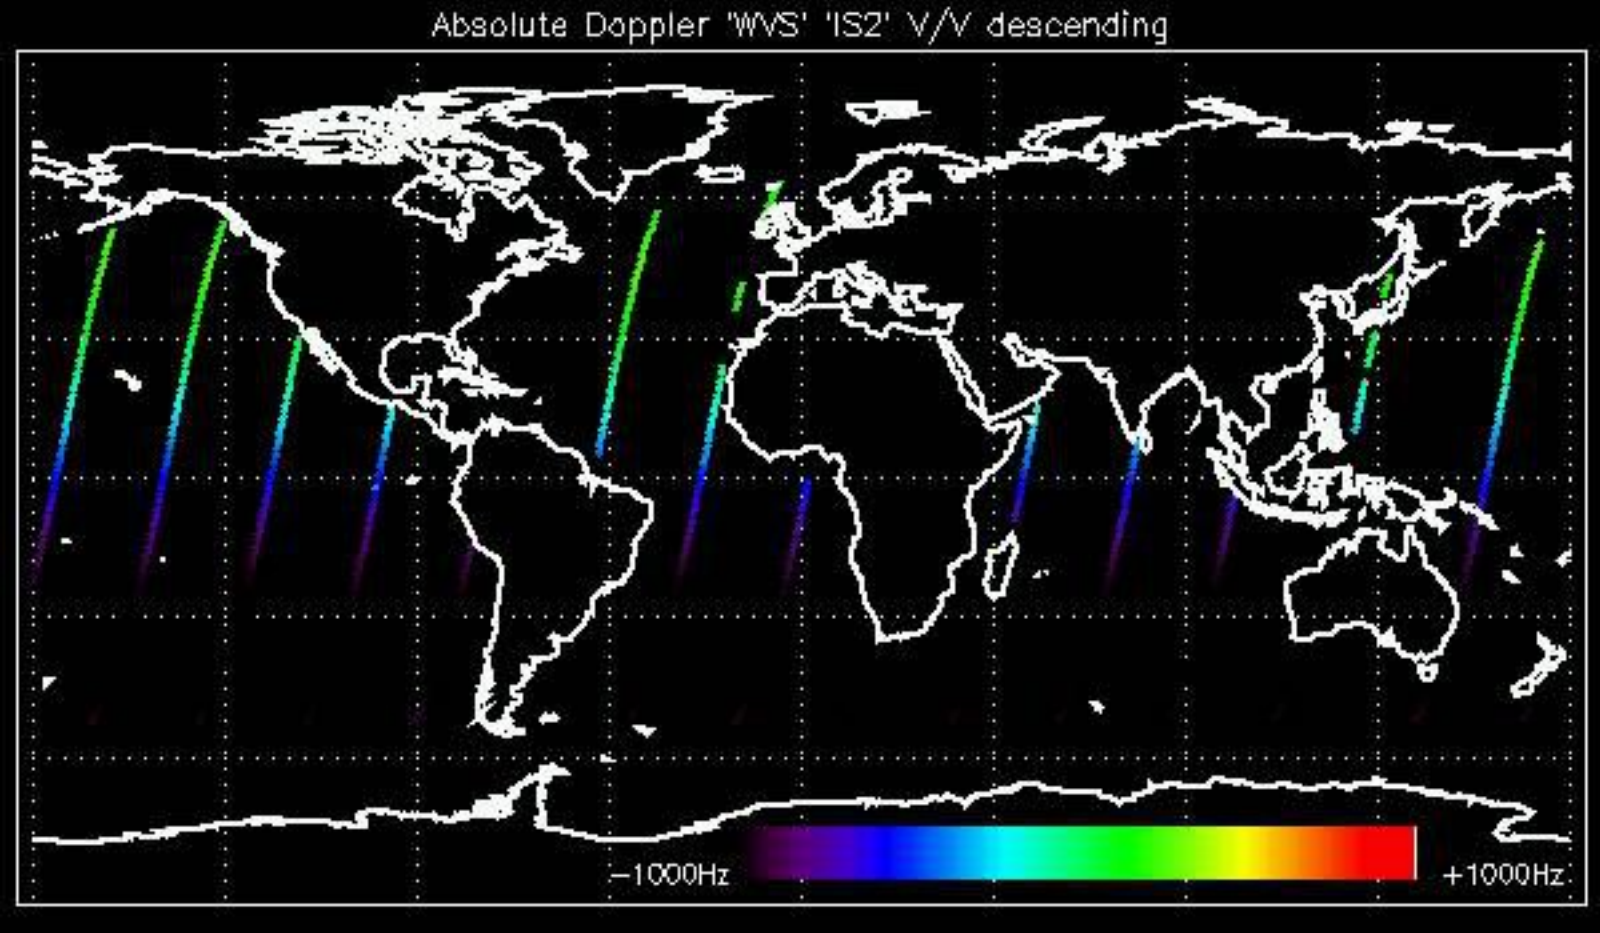 Absolute Doppler 'WVS' 'IS2' V/V descending
-1000Hz
+1000Hz